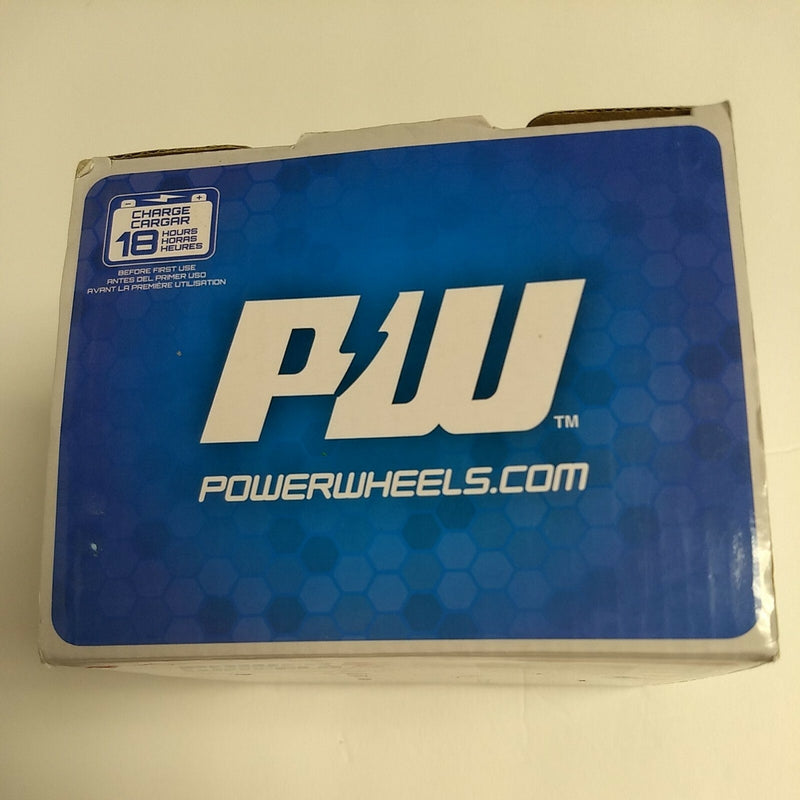 - +
CHARGE
CARGAR
18 HOURS
HORAS
HEURES
BEFORE FIRST USE
ANTES DEL PRIMER USO
AVANT LA PREMIÈRE UTILISATION
PW
TM
POWERWHEELS.COM